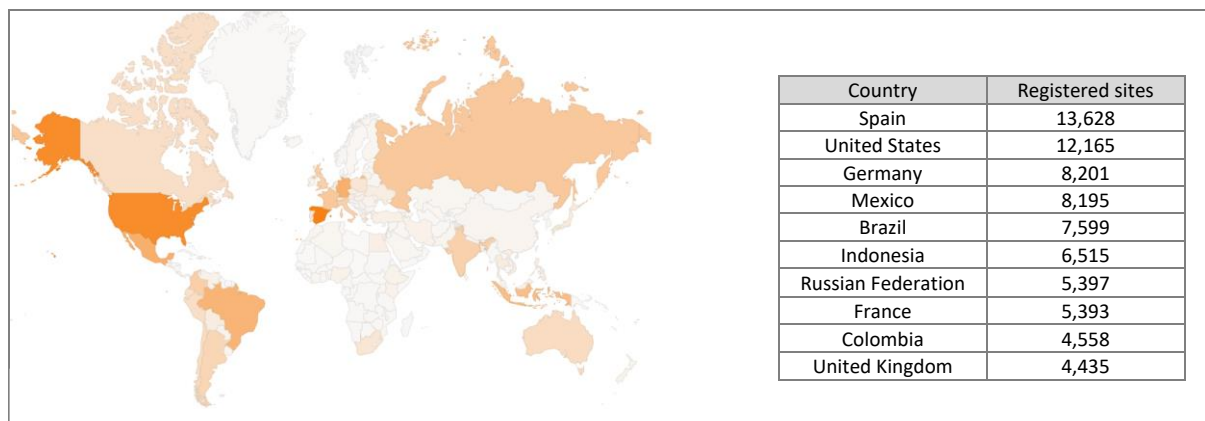 Country Registered sites
Spain 13,628
United States 12,165
Germany 8,201
Mexico 8,195
Brazil 7,599
Indonesia 6,515
Russian Federation 5,397
France 5,393
Colombia 4,558
United Kingdom 4,435